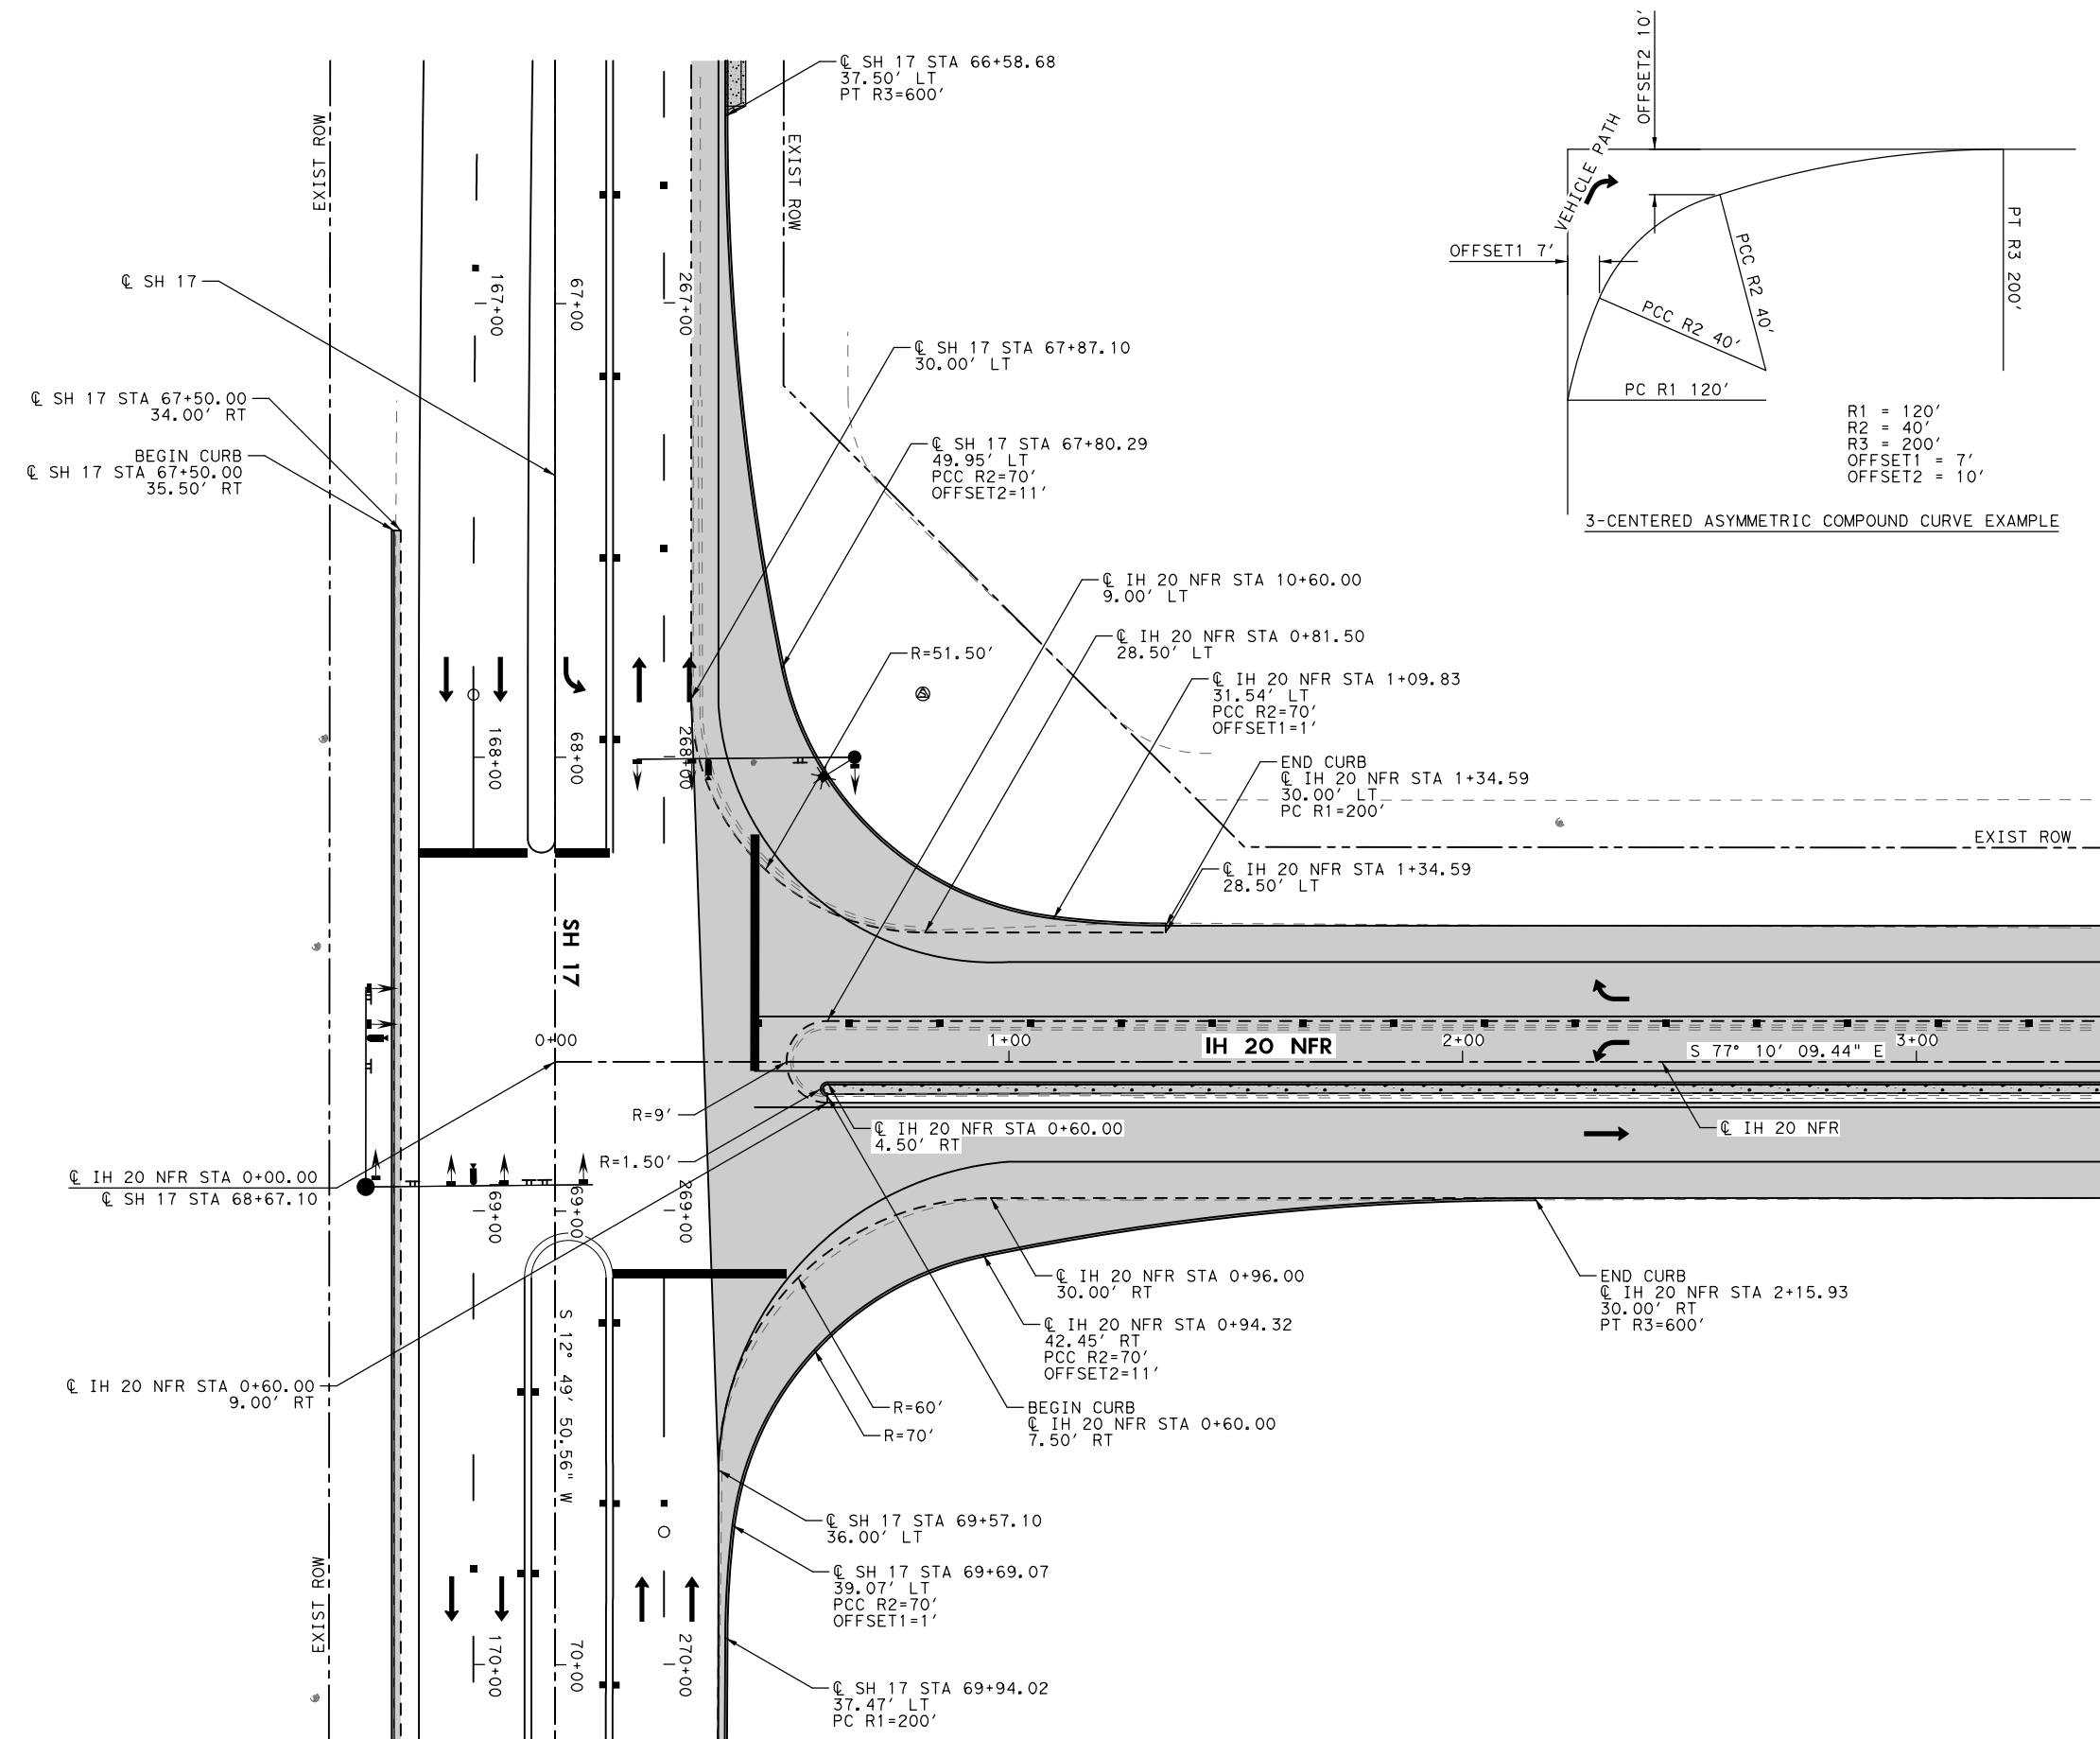 ℄ SH 17 STA 66+58.68
37.50′ LT
PT R3=600′
OFFSET2 10′
VEHICLE PATH
OFFSET1 7′
PCC R2 40′
PCC R2 40′
PT R3 200′
PC R1 120′
R1 = 120′
R2 = 40′
R3 = 200′
OFFSET1 = 7′
OFFSET2 = 10′
3-CENTERED ASYMMETRIC COMPOUND CURVE EXAMPLE
EXIST ROW
EXIST ROW
℄ SH 17
167+00
67+00
267+00
℄ SH 17 STA 67+87.10
30.00′ LT
℄ SH 17 STA 67+50.00
34.00′ RT
BEGIN CURB
℄ SH 17 STA 67+50.00
35.50′ RT
℄ SH 17 STA 67+80.29
49.95′ LT
PCC R2=70′
OFFSET2=11′
℄ IH 20 NFR STA 10+60.00
9.00′ LT
℄ IH 20 NFR STA 0+81.50
28.50′ LT
R=51.50′
℄ IH 20 NFR STA 1+09.83
31.54′ LT
PCC R2=70′
OFFSET1=1′
168+00
68+00
268+00
END CURB
℄ IH 20 NFR STA 1+34.59
30.00′ LT
PC R1=200′
EXIST ROW
℄ IH 20 NFR STA 1+34.59
28.50′ LT
SH 17
0+00
1+00
IH 20 NFR
2+00
S 77° 10′ 09.44" E
3+00
R=9′
℄ IH 20 NFR STA 0+60.00
4.50′ RT
℄ IH 20 NFR
R=1.50′
℄ IH 20 NFR STA 0+00.00
℄ SH 17 STA 68+67.10
169+00
69+00
269+00
℄ IH 20 NFR STA 0+96.00
30.00′ RT
END CURB
℄ IH 20 NFR STA 2+15.93
30.00′ RT
PT R3=600′
℄ IH 20 NFR STA 0+94.32
42.45′ RT
PCC R2=70′
OFFSET2=11′
S 12° 49′ 50.56" W
℄ IH 20 NFR STA 0+60.00
9.00′ RT
R=60′
R=70′
BEGIN CURB
℄ IH 20 NFR STA 0+60.00
7.50′ RT
℄ SH 17 STA 69+57.10
36.00′ LT
EXIST ROW
℄ SH 17 STA 69+69.07
39.07′ LT
PCC R2=70′
OFFSET1=1′
170+00
70+00
270+00
℄ SH 17 STA 69+94.02
37.47′ LT
PC R1=200′